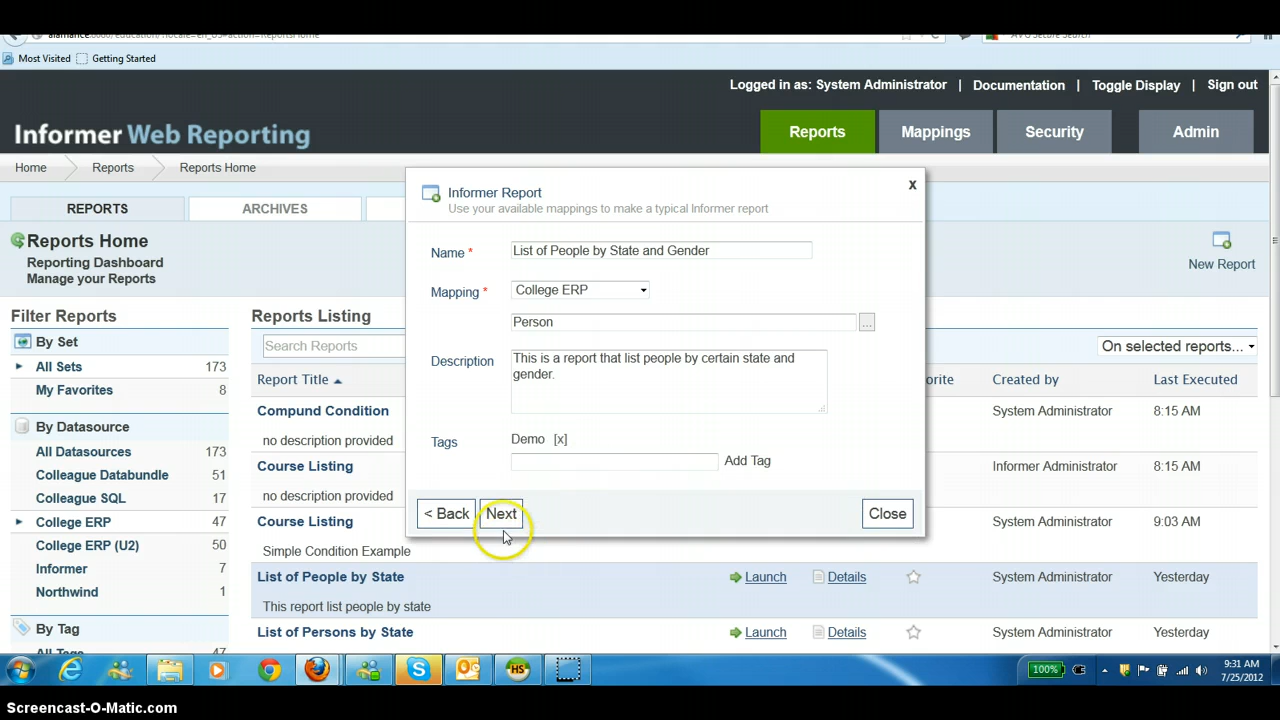 Most Visited Getting Started
Logged in as: System Administrator | Documentation | Toggle Display | Sign out
Informer Web Reporting
Reports Mappings Security Admin
Home Reports Reports Home
REPORTS ARCHIVES
Reports Home
Reporting Dashboard
Manage your Reports
New Report
Informer Report
x
Use your available mappings to make a typical Informer report
Name * List of People by State and Gender
Mapping * College ERP
Person ...
Description This is a report that list people by certain state and
gender.
Tags Demo [x]
Add Tag
< Back Next Close
Filter Reports
By Set
All Sets 173
My Favorites 8
By Datasource
All Datasources 173
Colleague Databundle 51
Colleague SQL 17
College ERP 47
College ERP (U2) 50
Informer 7
Northwind 1
By Tag
All Tags 47
Reports Listing
Search Reports
On selected reports...
Report Title orite Created by Last Executed
Compund Condition System Administrator 8:15 AM
no description provided
Course Listing Informer Administrator 8:15 AM
no description provided
Course Listing System Administrator 9:03 AM
Simple Condition Example
List of People by State Launch Details System Administrator Yesterday
This report list people by state
List of Persons by State Launch Details System Administrator Yesterday
100%
9:31 AM
7/25/2012
Screencast-O-Matic.com